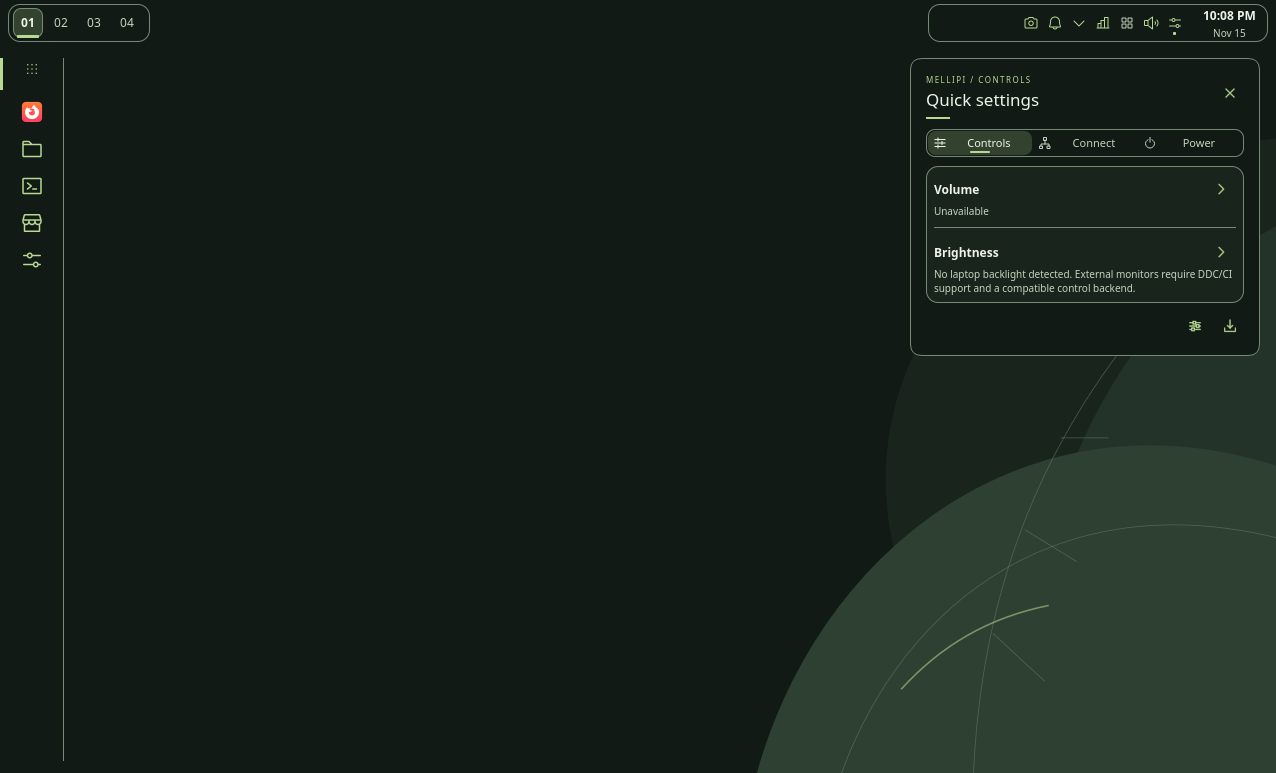 01 02 03 04
10:08 PM
Nov 15
MELLIPI / CONTROLS
Quick settings
Controls Connect Power
Volume
Unavailable
Brightness
No laptop backlight detected. External monitors require DDC/CI
support and a compatible control backend.